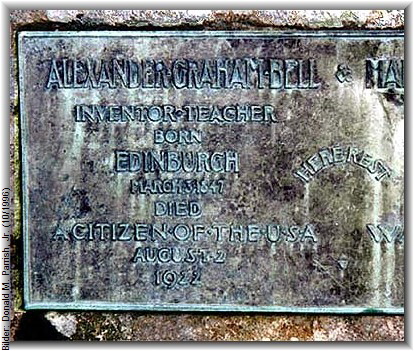 ALEXANDER·GRAHAM·BELL & MA
INVENTOR·TEACHER
BORN
EDINBURGH
MARCH·3·1847
DIED
A·CITIZEN·OF·THE·U·S·A
AUGUST·2
1922
HERE·REST
Bilder: Donald M. Parrish, Jr. (10/1996)